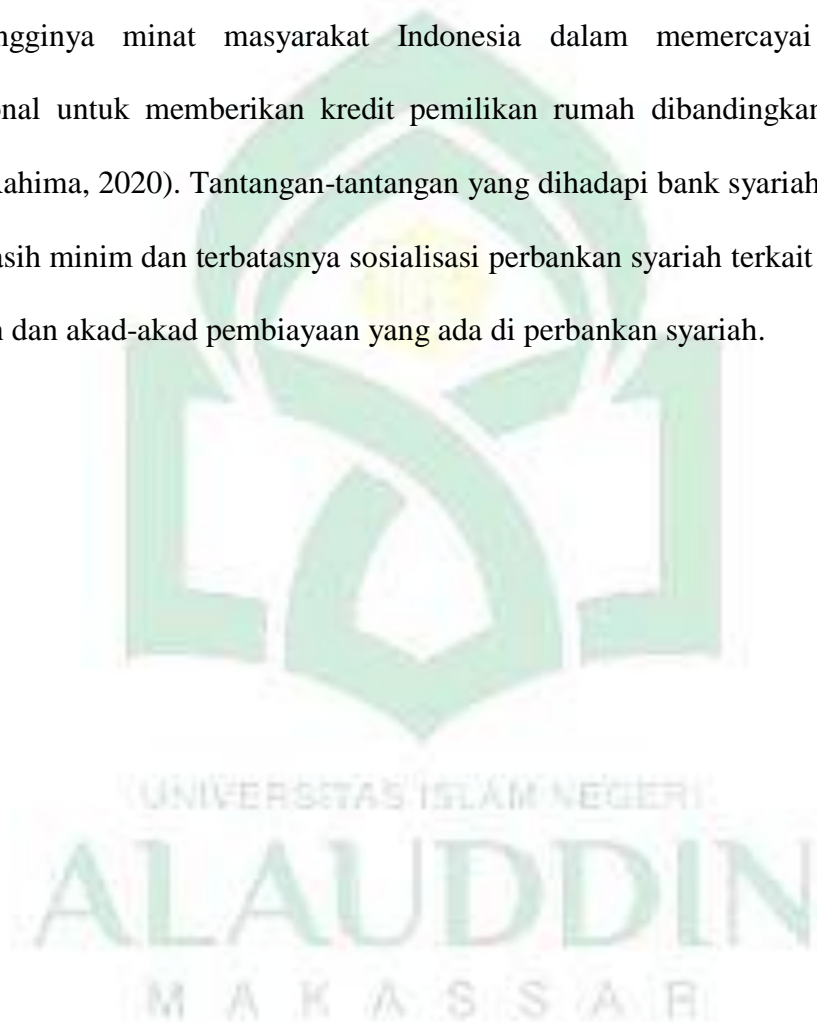 ngginya minat masyarakat Indonesia dalam memercayai
onal untuk memberikan kredit pemilikan rumah dibandingkan
ahima, 2020). Tantangan-tantangan yang dihadapi bank syariah
asih minim dan terbatasnya sosialisasi perbankan syariah terkait
dan akad-akad pembiayaan yang ada di perbankan syariah.
UNIVERSITAS ISLAM NEGERI
ALAUDDIN
MAKASSAR